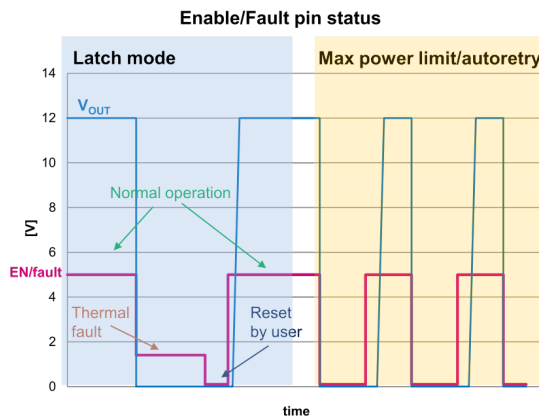 Enable/Fault pin status
Latch mode
Max power limit/autoretry
14
VOUT
12
10
Normal operation
8
[V]
6
EN/fault
4
Thermal
fault
Reset
by user
2
0
time